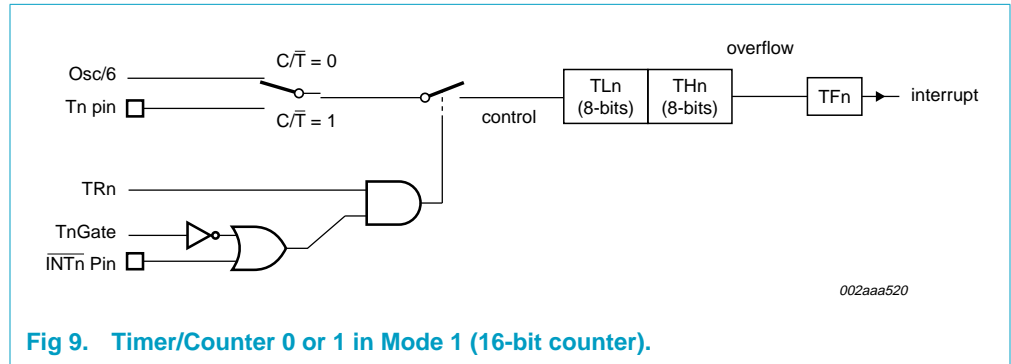 overflow
C/T̅ = 0
Osc/6
Tn pin
C/T̅ = 1
control
TLn
(8-bits)
THn
(8-bits)
TFn
interrupt
TRn
TnGate
I̅N̅T̅n̅ Pin
002aaa520
Fig 9. Timer/Counter 0 or 1 in Mode 1 (16-bit counter).